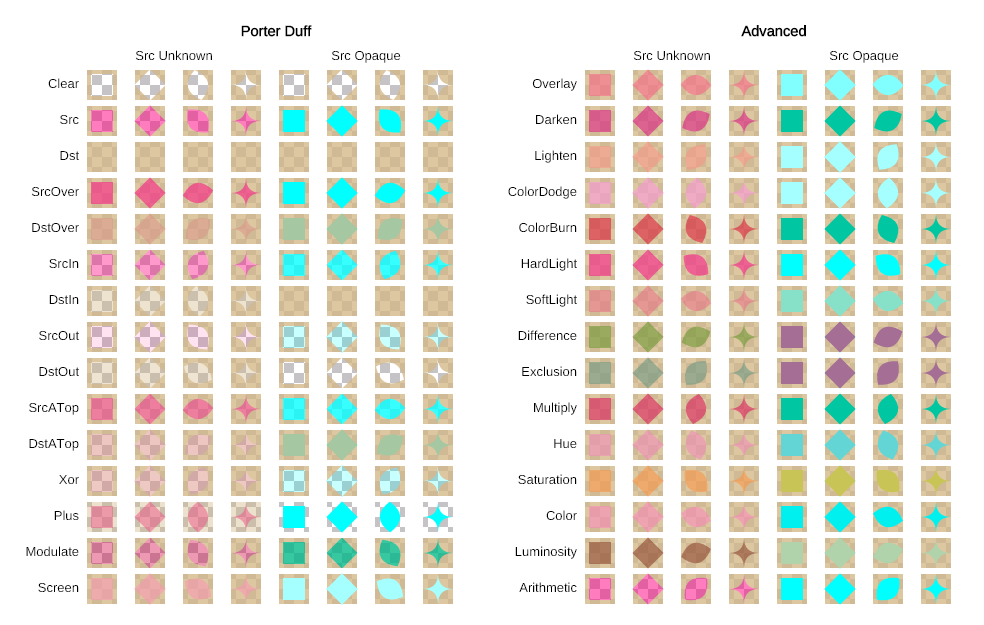 Porter Duff
Src Unknown Src Opaque
Clear
Src
Dst
SrcOver
DstOver
SrcIn
DstIn
SrcOut
DstOut
SrcATop
DstATop
Xor
Plus
Modulate
Screen
Advanced
Src Unknown Src Opaque
Overlay
Darken
Lighten
ColorDodge
ColorBurn
HardLight
SoftLight
Difference
Exclusion
Multiply
Hue
Saturation
Color
Luminosity
Arithmetic